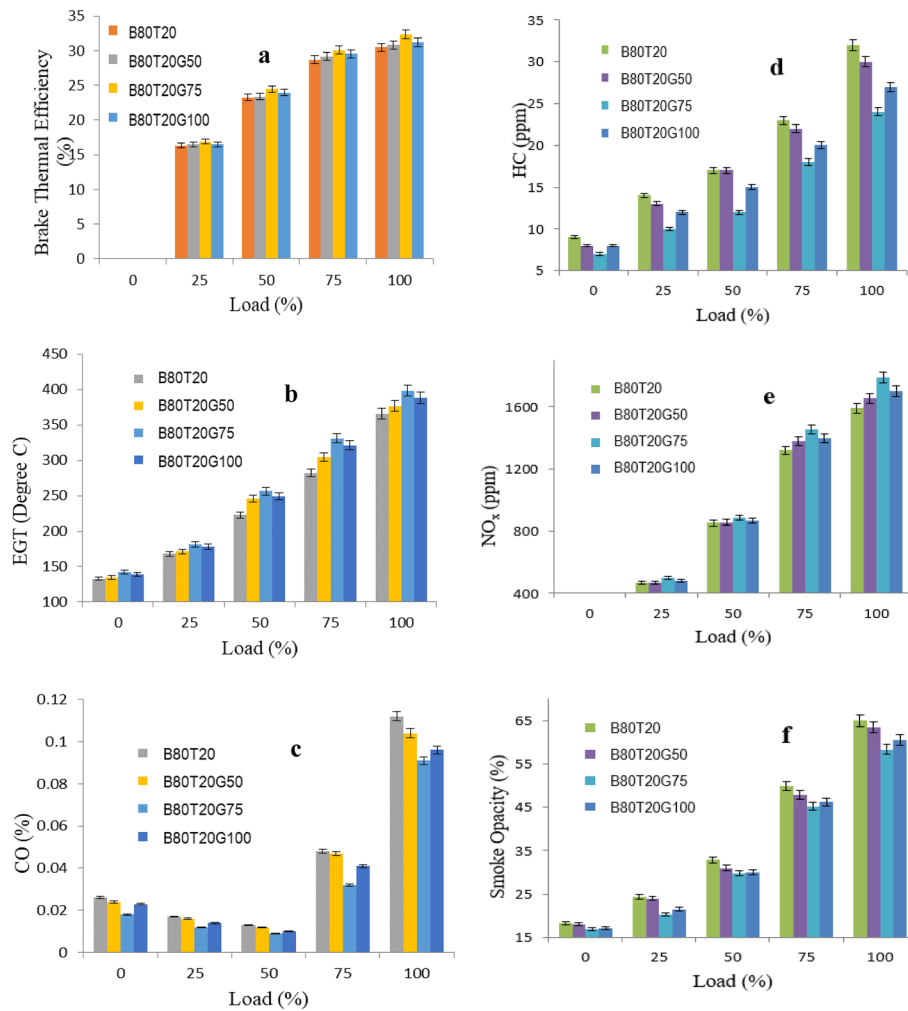 35
30
25
20
15
10
5
0
Brake Thermal Efficiency
(%)
B80T20
B80T20G50
B80T20G75
B80T20G100
a
0 25 50 75 100
Load (%)
35
30
25
20
15
10
5
HC (ppm)
B80T20
B80T20G50
B80T20G75
B80T20G100
d
0 25 50 75 100
Load (%)
450
400
350
300
250
200
150
100
EGT (Degree C)
B80T20
B80T20G50
B80T20G75
B80T20G100
b
0 25 50 75 100
Load (%)
1600
1200
800
400
NOx (ppm)
B80T20
B80T20G50
B80T20G75
B80T20G100
e
0 25 50 75 100
Load (%)
0.12
0.1
0.08
0.06
0.04
0.02
0
CO (%)
B80T20
B80T20G50
B80T20G75
B80T20G100
c
0 25 50 75 100
Load (%)
65
55
45
35
25
15
Smoke Opacity (%)
B80T20
B80T20G50
B80T20G75
B80T20G100
f
0 25 50 75 100
Load (%)